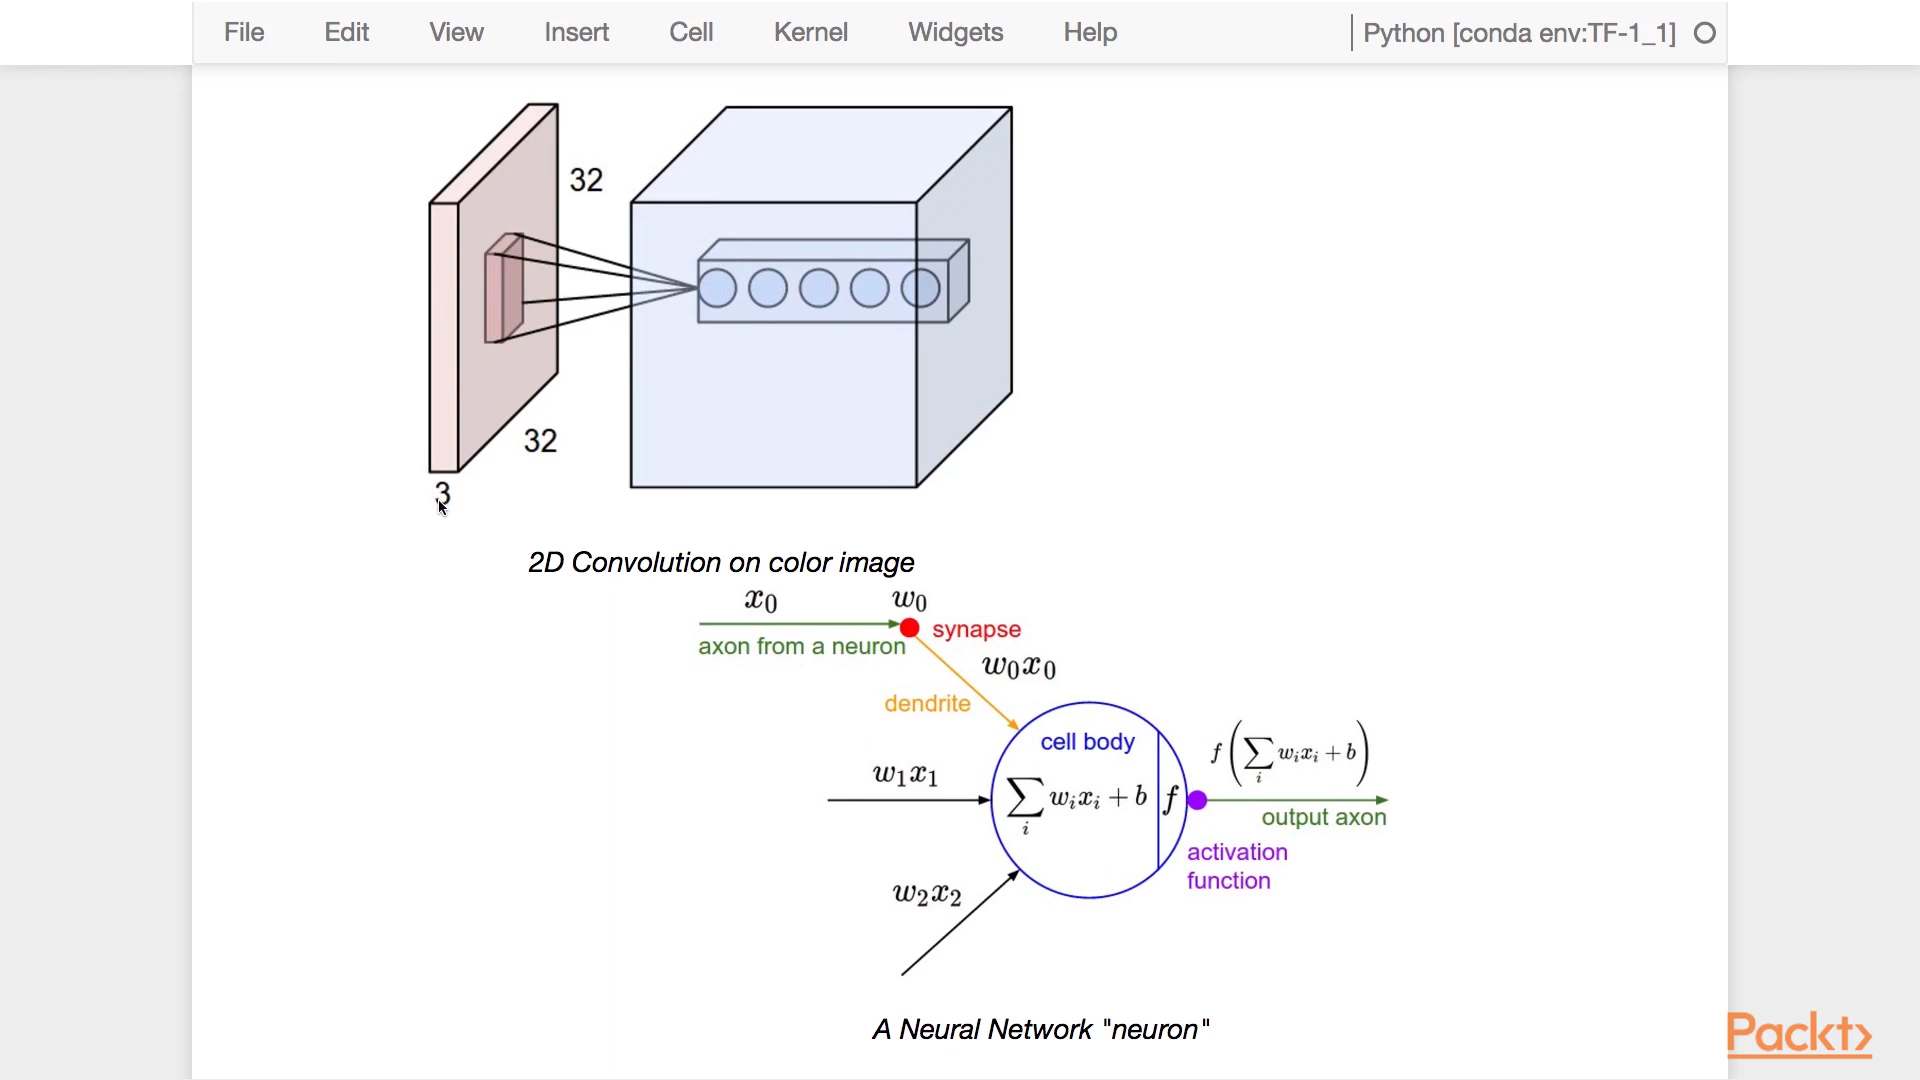 File Edit View Insert Cell Kernel Widgets Help Python [conda env:TF-1_1]
32
32
3
2D Convolution on color image
x₀ w₀
synapse
axon from a neuron
w₀x₀
dendrite
cell body
f(∑ᵢ wᵢxᵢ + b)
w₁x₁
∑ᵢ wᵢxᵢ + b f
output axon
activation
function
w₂x₂
A Neural Network "neuron"
Packt>